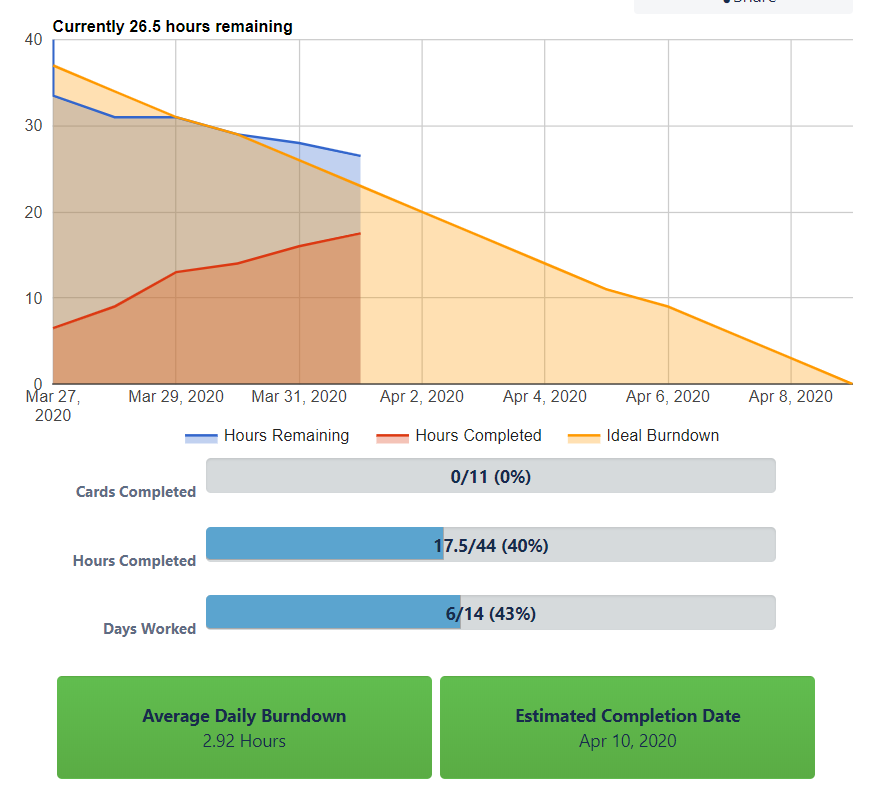 Share
Currently 26.5 hours remaining
40
30
20
10
0
Mar 27, 2020
Mar 29, 2020
Mar 31, 2020
Apr 2, 2020
Apr 4, 2020
Apr 6, 2020
Apr 8, 2020
Hours Remaining Hours Completed Ideal Burndown
Cards Completed 0/11 (0%)
Hours Completed 17.5/44 (40%)
Days Worked 6/14 (43%)
Average Daily Burndown
2.92 Hours
Estimated Completion Date
Apr 10, 2020